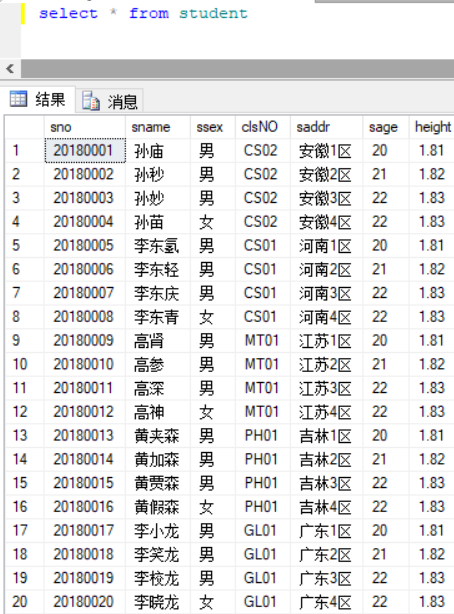 select * from student
结果 消息
sno sname ssex clsNO saddr sage height
1 20180001 孙庙 男 CS02 安徽1区 20 1.81
2 20180002 孙秒 男 CS02 安徽2区 21 1.82
3 20180003 孙妙 男 CS02 安徽3区 22 1.83
4 20180004 孙苗 女 CS02 安徽4区 22 1.83
5 20180005 李东氢 男 CS01 河南1区 20 1.81
6 20180006 李东轻 男 CS01 河南2区 21 1.82
7 20180007 李东庆 男 CS01 河南3区 22 1.83
8 20180008 李东青 女 CS01 河南4区 22 1.83
9 20180009 高肾 男 MT01 江苏1区 20 1.81
10 20180010 高参 男 MT01 江苏2区 21 1.82
11 20180011 高深 男 MT01 江苏3区 22 1.83
12 20180012 高神 女 MT01 江苏4区 22 1.83
13 20180013 黄夹森 男 PH01 吉林1区 20 1.81
14 20180014 黄加森 男 PH01 吉林2区 21 1.82
15 20180015 黄贾森 男 PH01 吉林3区 22 1.83
16 20180016 黄假森 女 PH01 吉林4区 22 1.83
17 20180017 李小龙 男 GL01 广东1区 20 1.81
18 20180018 李笑龙 男 GL01 广东2区 21 1.82
19 20180019 李校龙 男 GL01 广东3区 22 1.83
20 20180020 李晓龙 女 GL01 广东4区 22 1.83